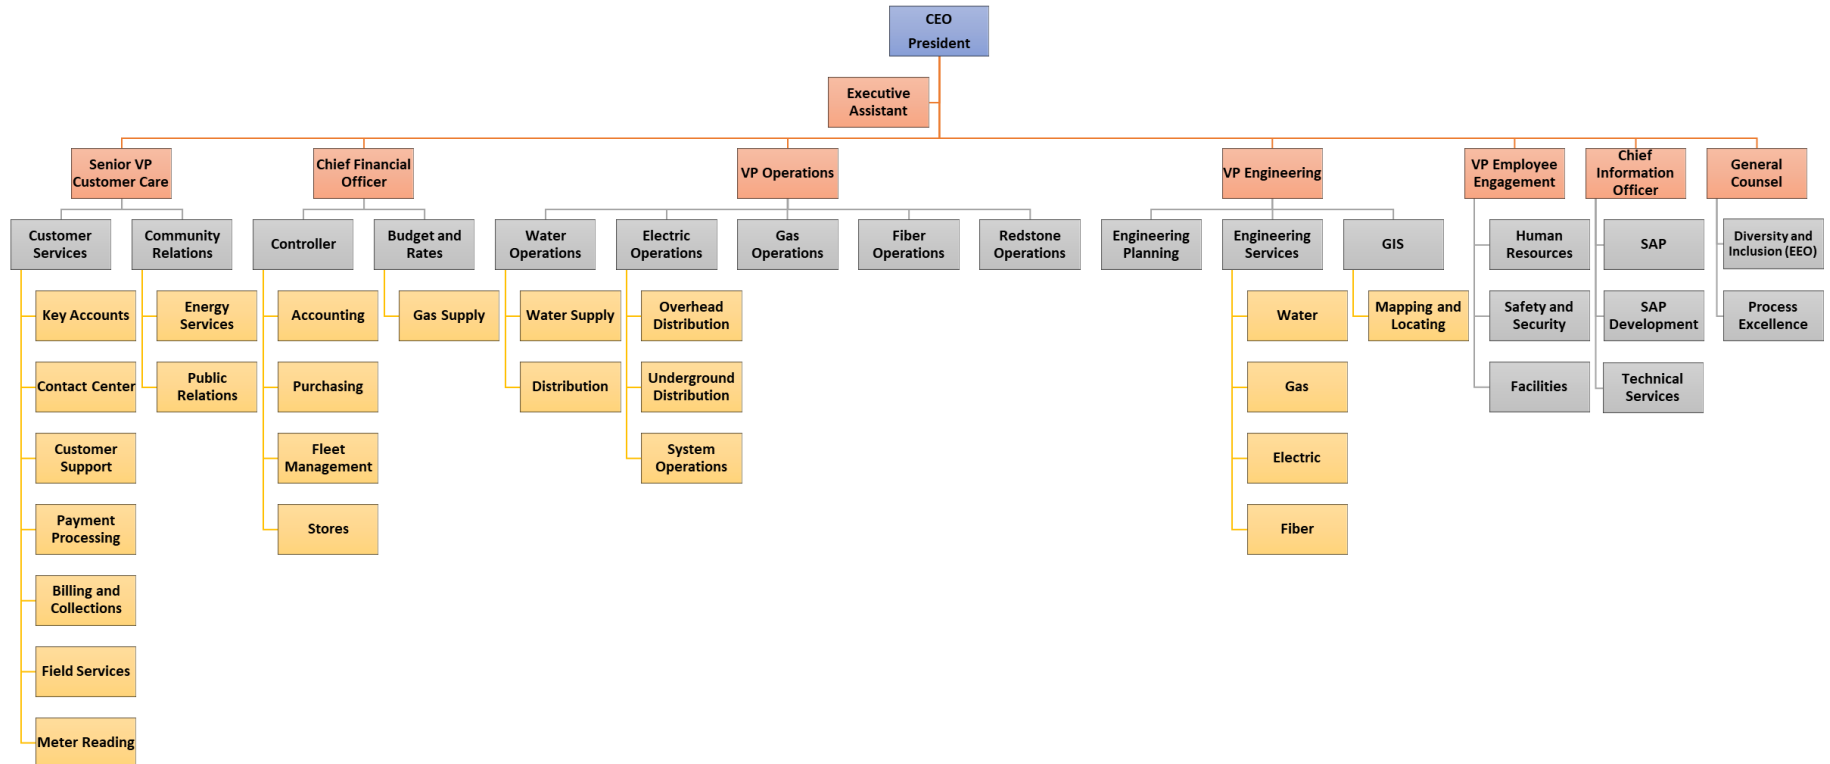 CEO
President
Executive
Assistant
Senior VP
Customer Care
Chief Financial
Officer
VP Operations
VP Engineering
VP Employee
Engagement
Chief
Information
Officer
General
Counsel
Customer
Services
Community
Relations
Controller
Budget and
Rates
Water
Operations
Electric
Operations
Gas
Operations
Fiber
Operations
Redstone
Operations
Engineering
Planning
Engineering
Services
GIS
Human
Resources
SAP
Diversity and
Inclusion (EEO)
Key Accounts
Energy
Services
Accounting
Gas Supply
Water Supply
Overhead
Distribution
Water
Mapping and
Locating
Safety and
Security
SAP
Development
Process
Excellence
Contact Center
Public
Relations
Purchasing
Distribution
Underground
Distribution
Gas
Facilities
Technical
Services
Customer
Support
Fleet
Management
System
Operations
Electric
Payment
Processing
Stores
Fiber
Billing and
Collections
Field Services
Meter Reading